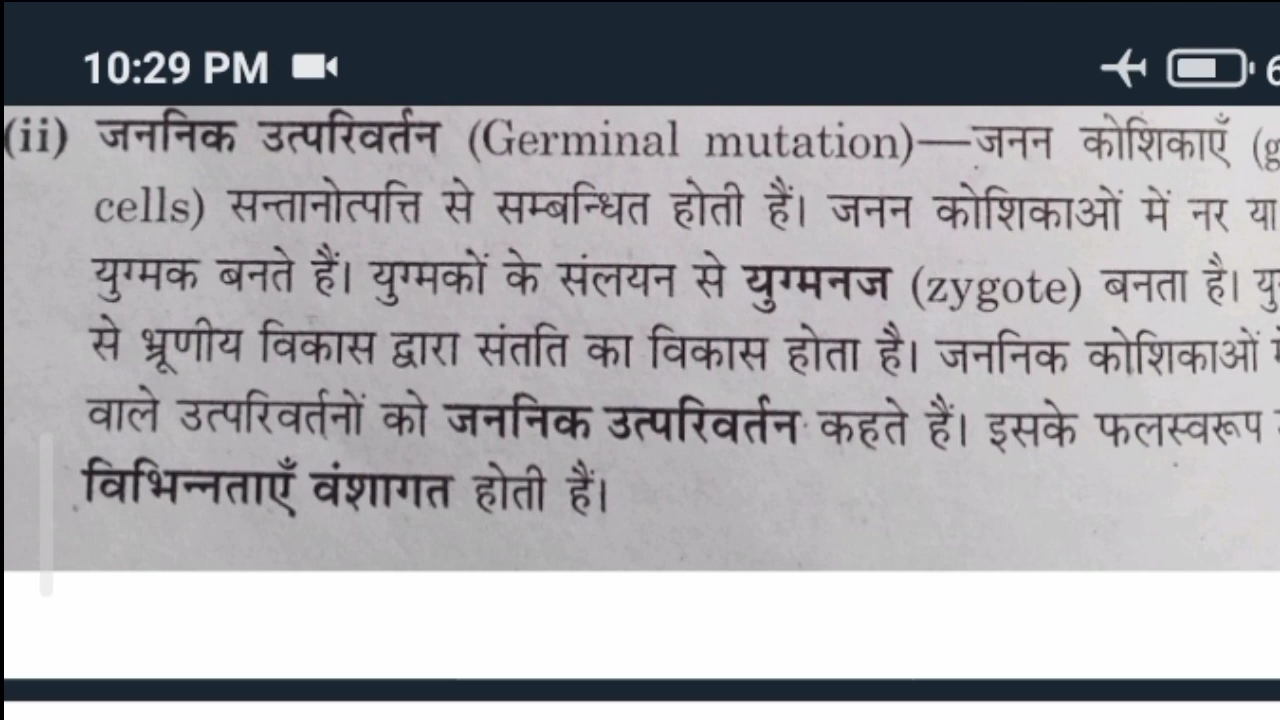 10:29 PM
(ii) जननिक उत्परिवर्तन (Germinal mutation)—जनन कोशिकाएँ
cells) सन्तानोत्पत्ति से सम्बन्धित होती हैं। जनन कोशिकाओं में नर या
युग्मक बनते हैं। युग्मकों के संलयन से युग्मनज (zygote) बनता है।
से भ्रूणीय विकास द्वारा संतति का विकास होता है। जननिक कोशिकाओं
वाले उत्परिवर्तनों को जननिक उत्परिवर्तन कहते हैं। इसके फलस्वरूप
विभिन्नताएँ वंशागत होती हैं।